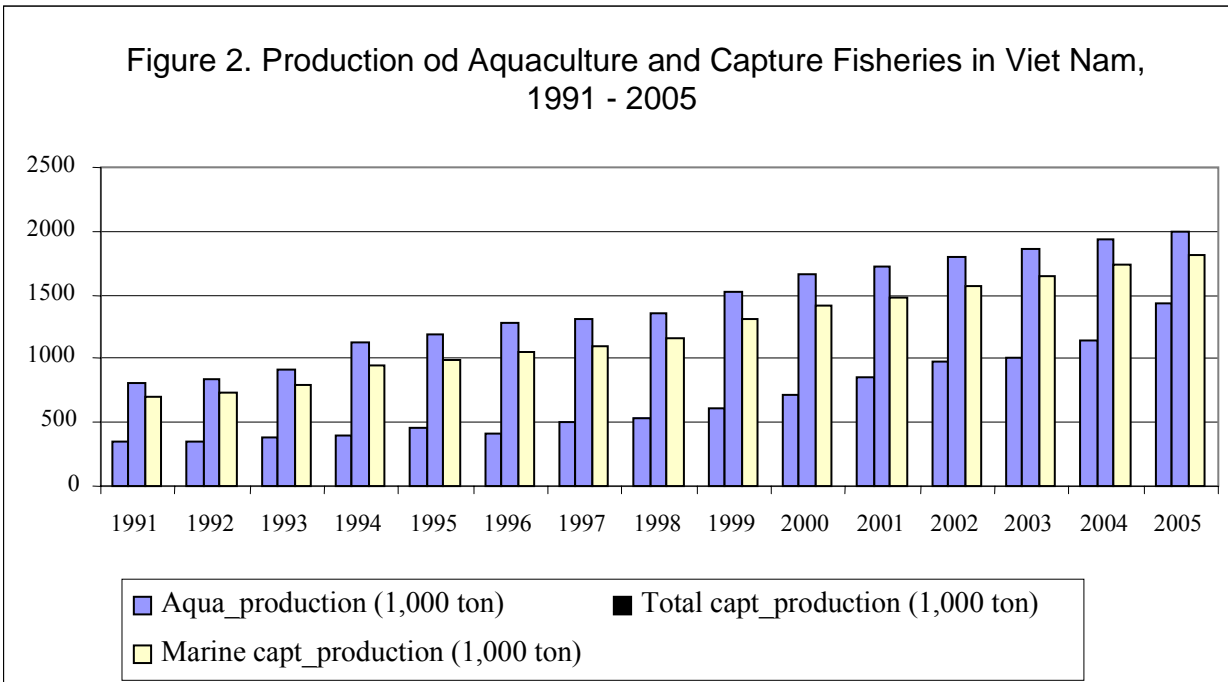 Figure 2. Production od Aquaculture and Capture Fisheries in Viet Nam,
1991 - 2005
2500
2000
1500
1000
500
0
1991 1992 1993 1994 1995 1996 1997 1998 1999 2000 2001 2002 2003 2004 2005
Aqua_production (1,000 ton) Total capt_production (1,000 ton)
Marine capt_production (1,000 ton)